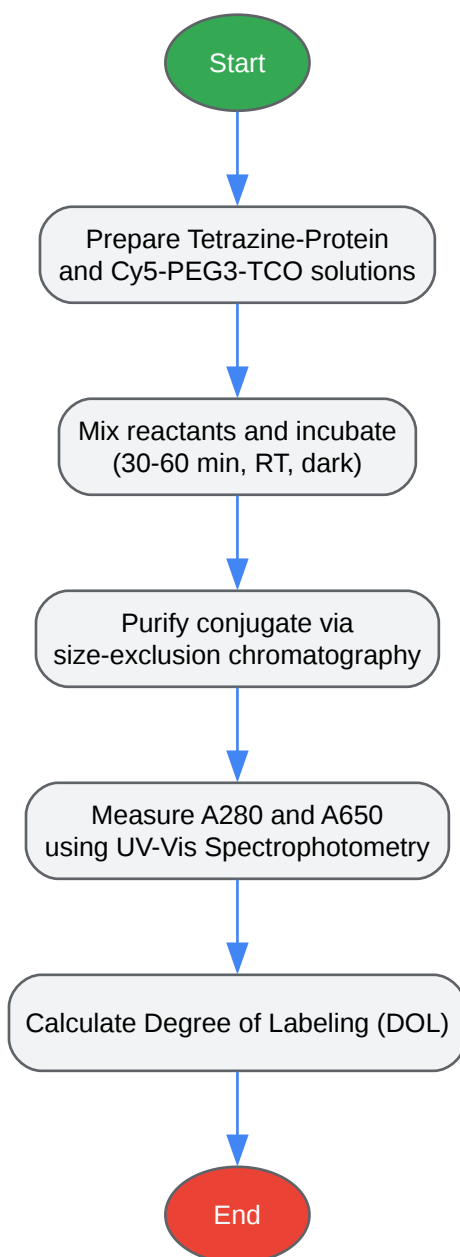 Start
Prepare Tetrazine-Protein
and Cy5-PEG3-TCO solutions
Mix reactants and incubate
(30-60 min, RT, dark)
Purify conjugate via
size-exclusion chromatography
Measure A280 and A650
using UV-Vis Spectrophotometry
Calculate Degree of Labeling (DOL)
End